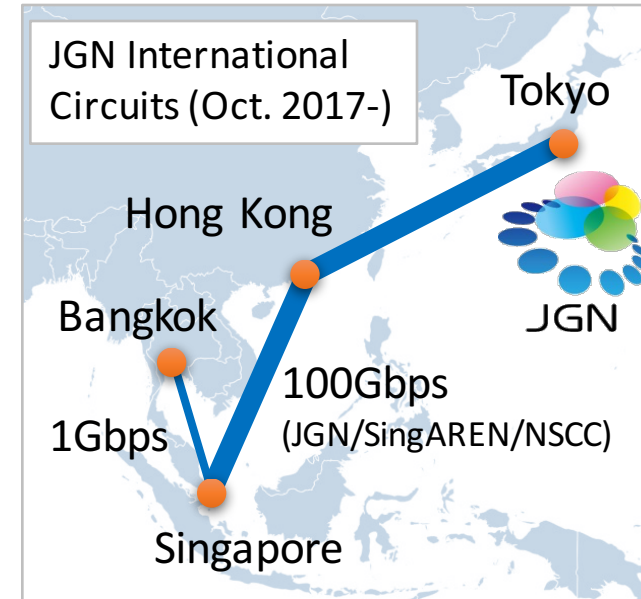 JGN International
Circuits (Oct. 2017-)
Tokyo
Hong Kong
JGN
Bangkok
100Gbps
1Gbps
(JGN/SingAREN/NSCC)
Singapore